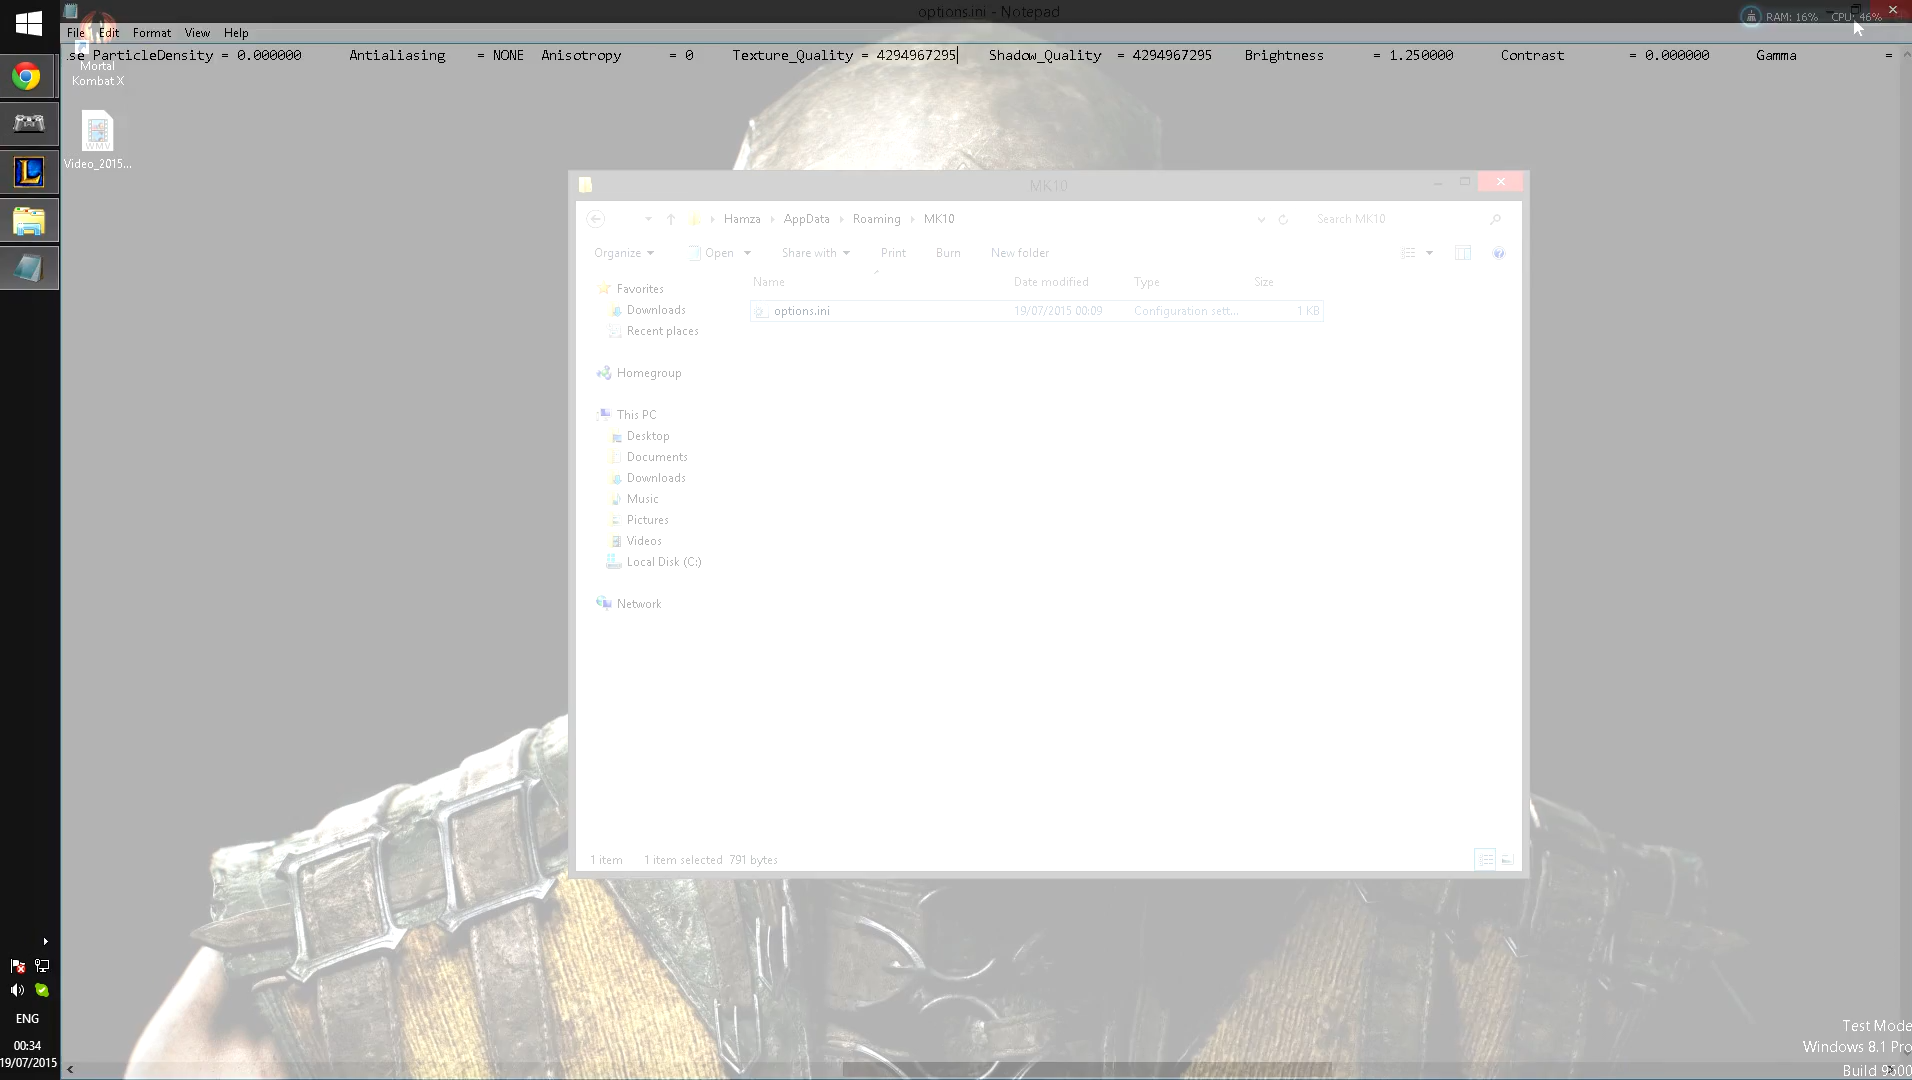 options.ini - Notepad
RAM: 16% CPU: 46%
File Edit Format View Help
se ParticleDensity = 0.000000 Antialiasing = NONE Anisotropy = 0 Texture_Quality = 4294967295 Shadow_Quality = 4294967295 Brightness = 1.250000 Contrast = 0.000000 Gamma =
Mortal
Kombat X
WMV
Video_2015...
MK10
Hamza AppData Roaming MK10 Search MK10
Organize Open Share with Print Burn New folder
Name Date modified Type Size
options.ini 19/07/2015 00:09 Configuration sett... 1 KB
Favorites
Downloads
Recent places
Homegroup
This PC
Desktop
Documents
Downloads
Music
Pictures
Videos
Local Disk (C:)
Network
1 item 1 item selected 791 bytes
ENG
00:34
19/07/2015
Test Mode
Windows 8.1 Pro
Build 9600